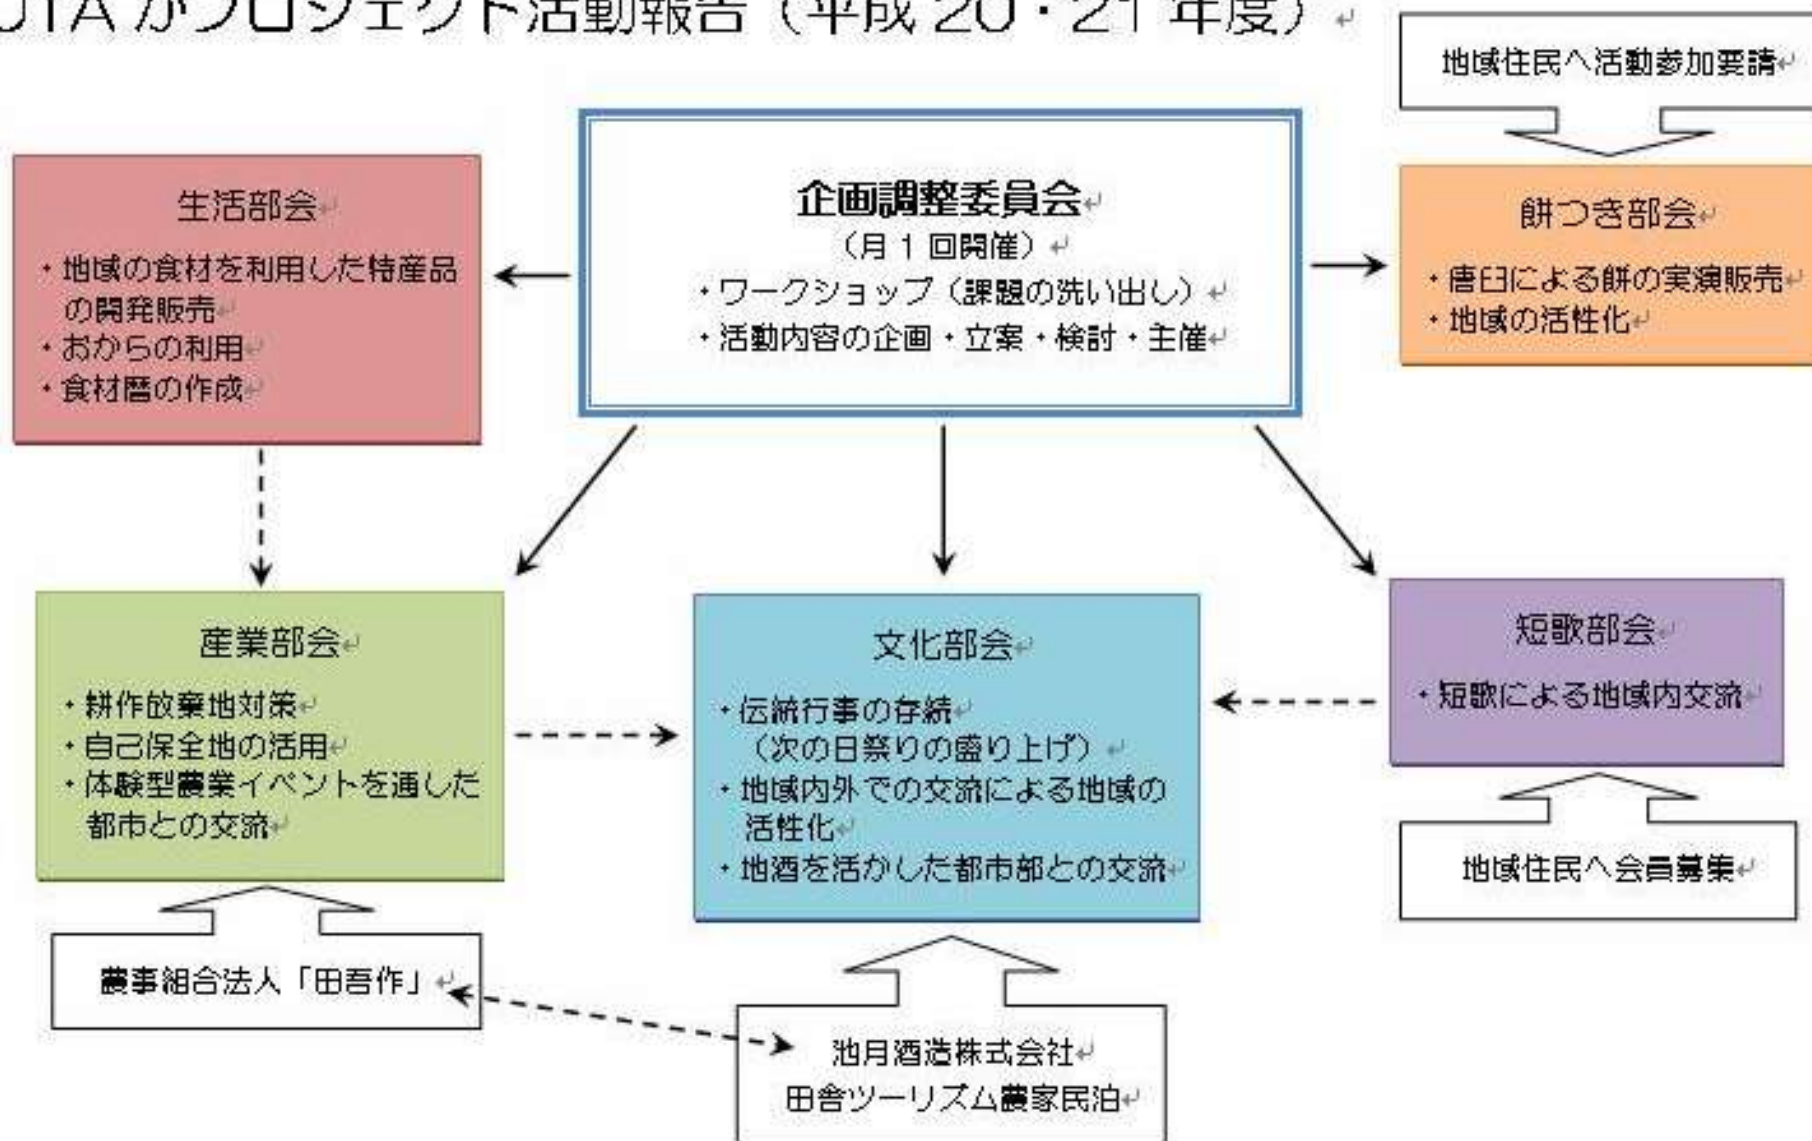 UTAがプロジェクト活動報告（平成20・21年度）
地域住民へ活動参加要請
企画調整委員会
（月1回開催）
・ワークショップ（課題の洗い出し）
・活動内容の企画・立案・検討・主催
生活部会
・地域の食材を利用した特産品
の開発販売
・おからの利用
・食材暦の作成
餅つき部会
・唐臼による餅の実演販売
・地域の活性化
産業部会
・耕作放棄地対策
・自己保全地の活用
・体験型農業イベントを通した
都市との交流
文化部会
・伝統行事の存続
（次の日祭りの盛り上げ）
・地域内外での交流による地域の
活性化
・地酒を活かした都市部との交流
短歌部会
・短歌による地域内交流
地域住民へ会員募集
農事組合法人「田吾作」
池月酒造株式会社
田舎ツーリズム農家民泊